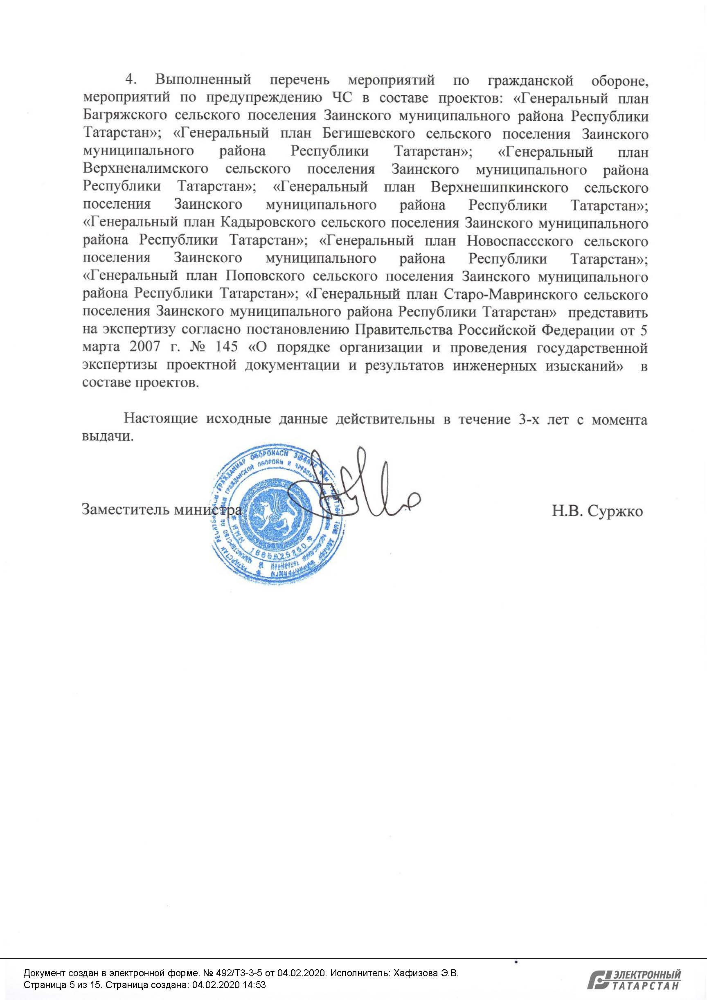 4. Выполненный перечень мероприятий по гражданской обороне,
мероприятий по предупреждению ЧС в составе проектов: «Генеральный план
Багряжского сельского поселения Заинского муниципального района Республики
Татарстан»; «Генеральный план Бегишевского сельского поселения Заинского
муниципального района Республики Татарстан»; «Генеральный план
Верхненалимского сельского поселения Заинского муниципального района
Республики Татарстан»; «Генеральный план Верхнешипкинского сельского
поселения Заинского муниципального района Республики Татарстан»;
«Генеральный план Кадыровского сельского поселения Заинского муниципального
района Республики Татарстан»; «Генеральный план Новоспассского сельского
поселения Заинского муниципального района Республики Татарстан»;
«Генеральный план Поповского сельского поселения Заинского муниципального
района Республики Татарстан»; «Генеральный план Старо-Мавринского сельского
поселения Заинского муниципального района Республики Татарстан» представить
на экспертизу согласно постановлению Правительства Российской Федерации от 5
марта 2007 г. № 145 «О порядке организации и проведения государственной
экспертизы проектной документации и результатов инженерных изысканий» в
составе проектов.
Настоящие исходные данные действительны в течение 3-х лет с момента
выдачи.
Заместитель министра Н.В. Суржко
Документ создан в электронной форме. № 492/ТЗ-3-5 от 04.02.2020. Исполнитель: Хафизова Э.В.
Страница 5 из 15. Страница создана: 04.02.2020 14:53
ЭЛЕКТРОННЫЙ
ТАТАРСТАН